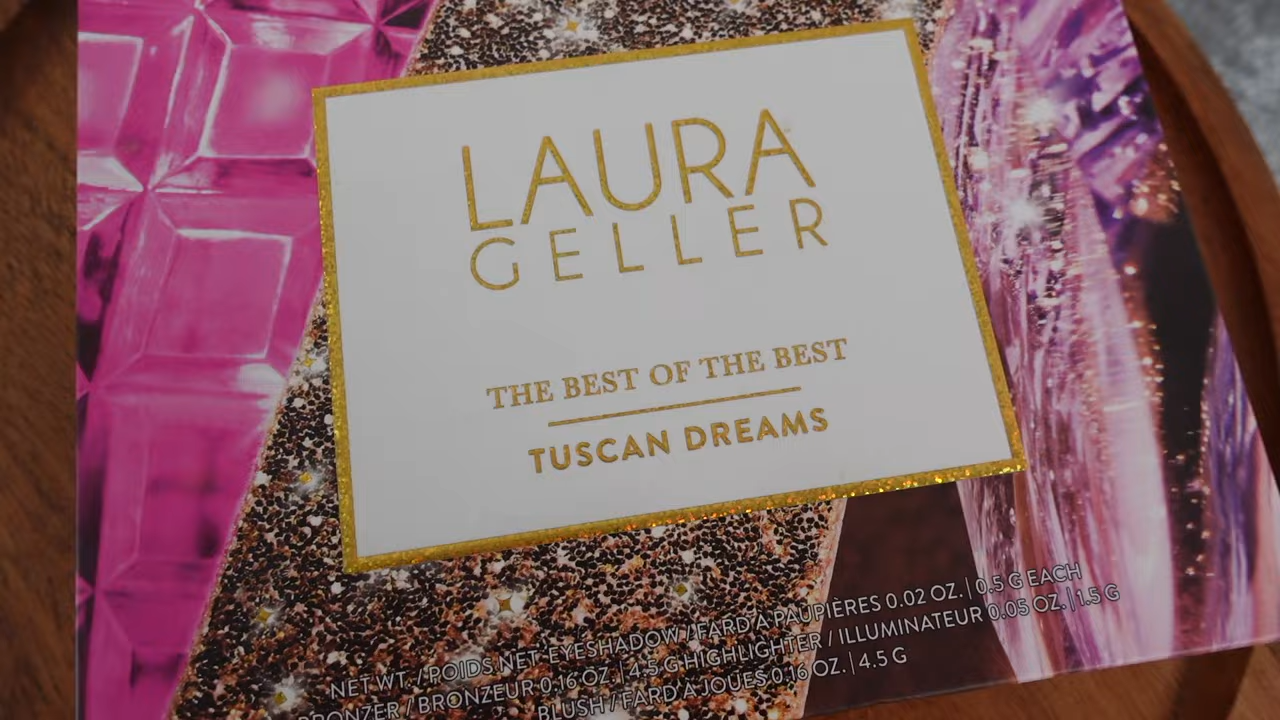 LAURA
GELLER
THE BEST OF THE BEST
TUSCAN DREAMS
NET WT. / POIDS NET EYESHADOW / FARD À PAUPIÈRES 0.02 OZ. | 0.5 G EACH
BRONZER / BRONZEUR 0.16 OZ. | 4.5 G HIGHLIGHTER / ILLUMINATEUR 0.05 OZ. | 1.5 G
BLUSH / FARD À JOUES 0.16 OZ. | 4.5 G